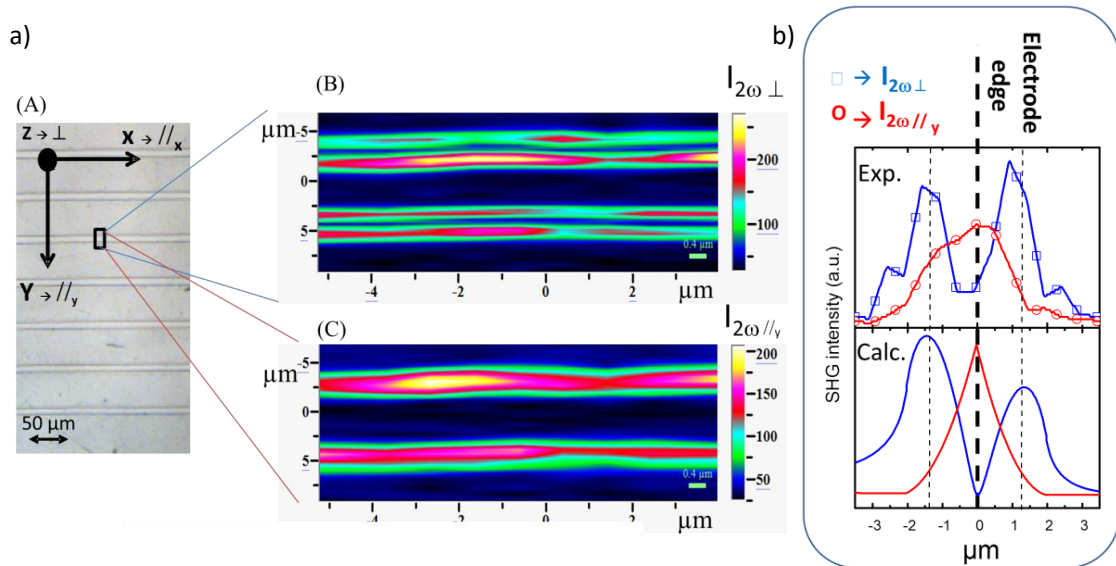 a)
(A)
Z → ⊥
X → //x
Y → //y
50 μm
(B)
I2ω ⊥
μm
-5
0
5
200
100
0.4 μm
-4
-2
0
2
μm
(C)
I2ω //y
μm
-5
0
5
200
150
100
50
0.4 μm
-4
-2
0
2
μm
b)
Electrode
edge
□ → I2ω⊥
O → I2ω//y
Exp.
Calc.
SHG intensity (a.u.)
-3 -2 -1 0 1 2 3
μm